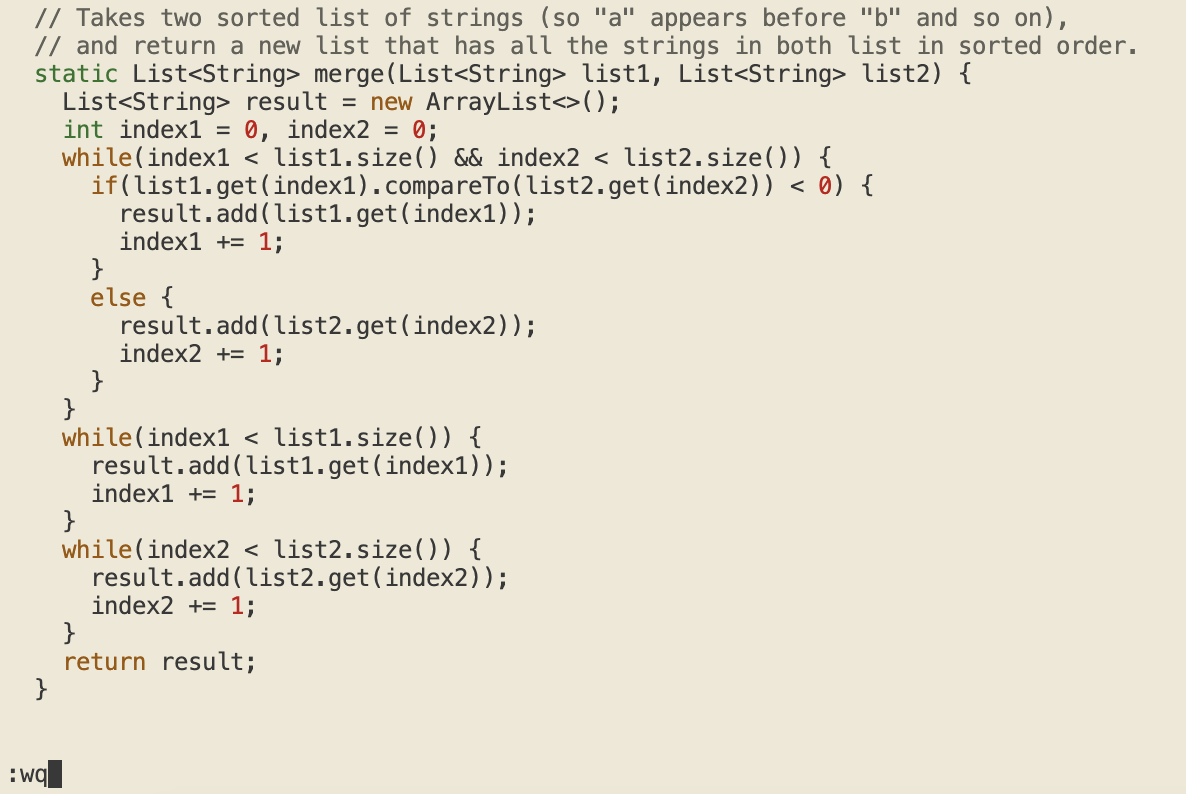 // Takes two sorted list of strings (so "a" appears before "b" and so on),
// and return a new list that has all the strings in both list in sorted order.
static List<String> merge(List<String> list1, List<String> list2) {
  List<String> result = new ArrayList<>();
  int index1 = 0, index2 = 0;
  while(index1 < list1.size() && index2 < list2.size()) {
    if(list1.get(index1).compareTo(list2.get(index2)) < 0) {
      result.add(list1.get(index1));
      index1 += 1;
    }
    else {
      result.add(list2.get(index2));
      index2 += 1;
    }
  }
  while(index1 < list1.size()) {
    result.add(list1.get(index1));
    index1 += 1;
  }
  while(index2 < list2.size()) {
    result.add(list2.get(index2));
    index2 += 1;
  }
  return result;
}
:wq